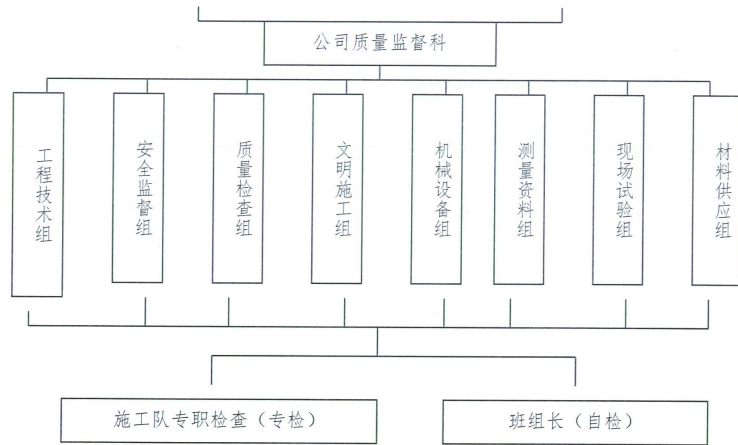 公司质量监督科
工程技术组
安全监督组
质量检查组
文明施工组
机械设备组
测量资料组
现场试验组
材料供应组
施工队专职检查（专检）
班组长（自检）